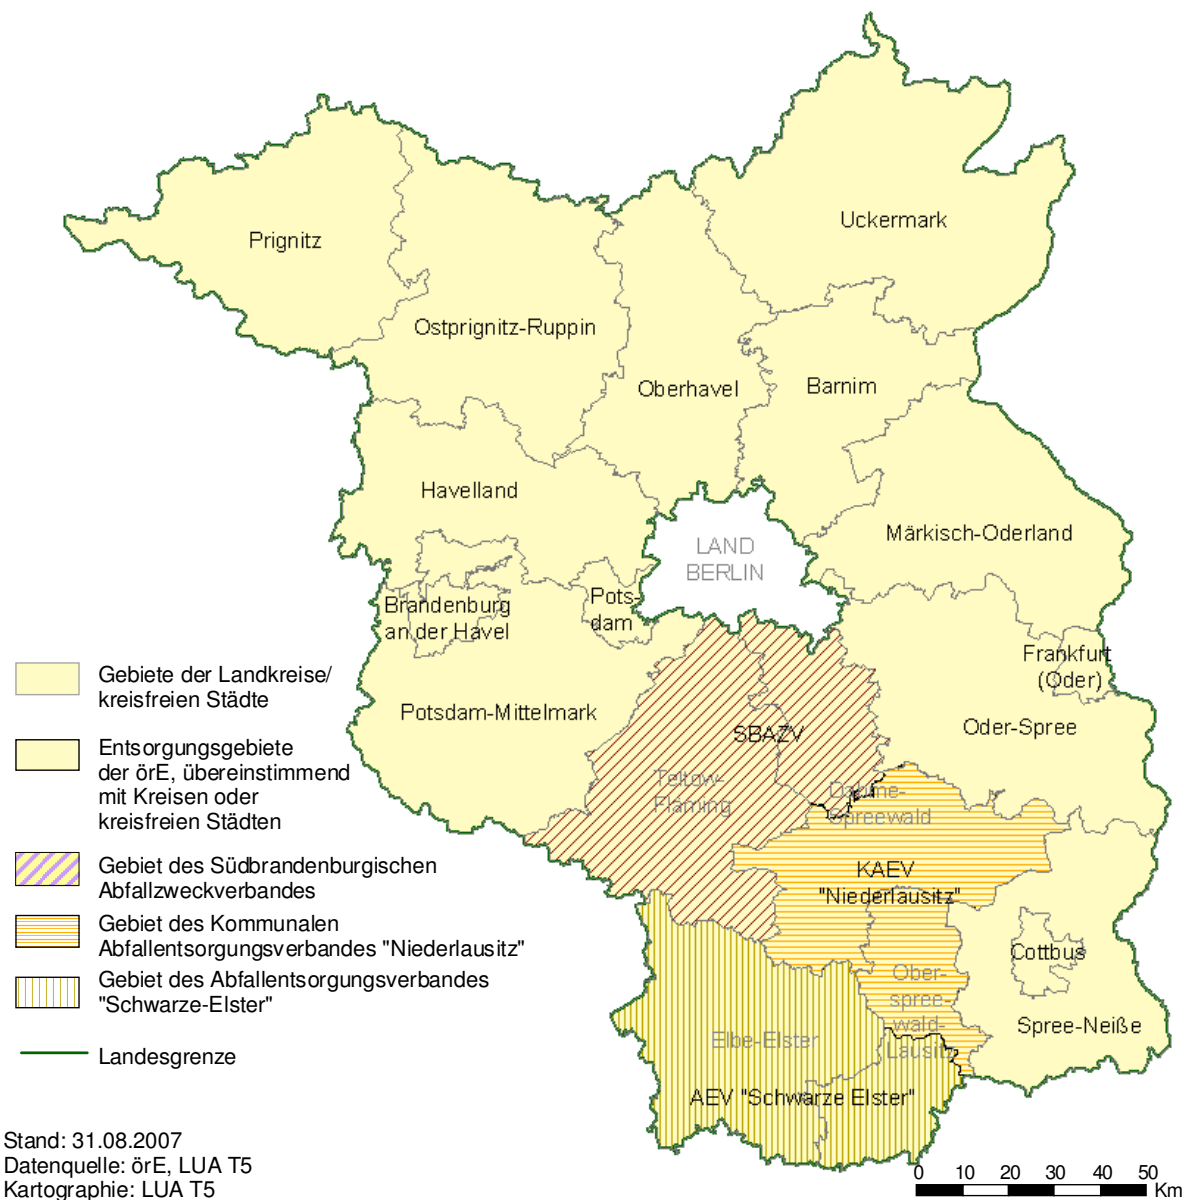 Uckermark
Prignitz
Ostprignitz-Ruppin
Oberhavel
Barnim
Havelland
Märkisch-Oderland
LAND
BERLIN
Brandenburg
an der Havel
Pots-
dam
Frankfurt
(Oder)
Potsdam-Mittelmark
Oder-Spree
SBAZV
Teltow-
Fläming
Dahme-
Spreewald
KAEV
"Niederlausitz"
Cottbus
Ober-
spree-
wald-
Lausitz
Spree-Neiße
Elbe-Elster
AEV "Schwarze Elster"
Gebiete der Landkreise/
kreisfreien Städte
Entsorgungsgebiete
der örE, übereinstimmend
mit Kreisen oder
kreisfreien Städten
Gebiet des Südbrandenburgischen
Abfallzweckverbandes
Gebiet des Kommunalen
Abfallentsorgungsverbandes "Niederlausitz"
Gebiet des Abfallentsorgungsverbandes
"Schwarze-Elster"
Landesgrenze
Stand: 31.08.2007
Datenquelle: örE, LUA T5
Kartographie: LUA T5
0 10 20 30 40 50
Km